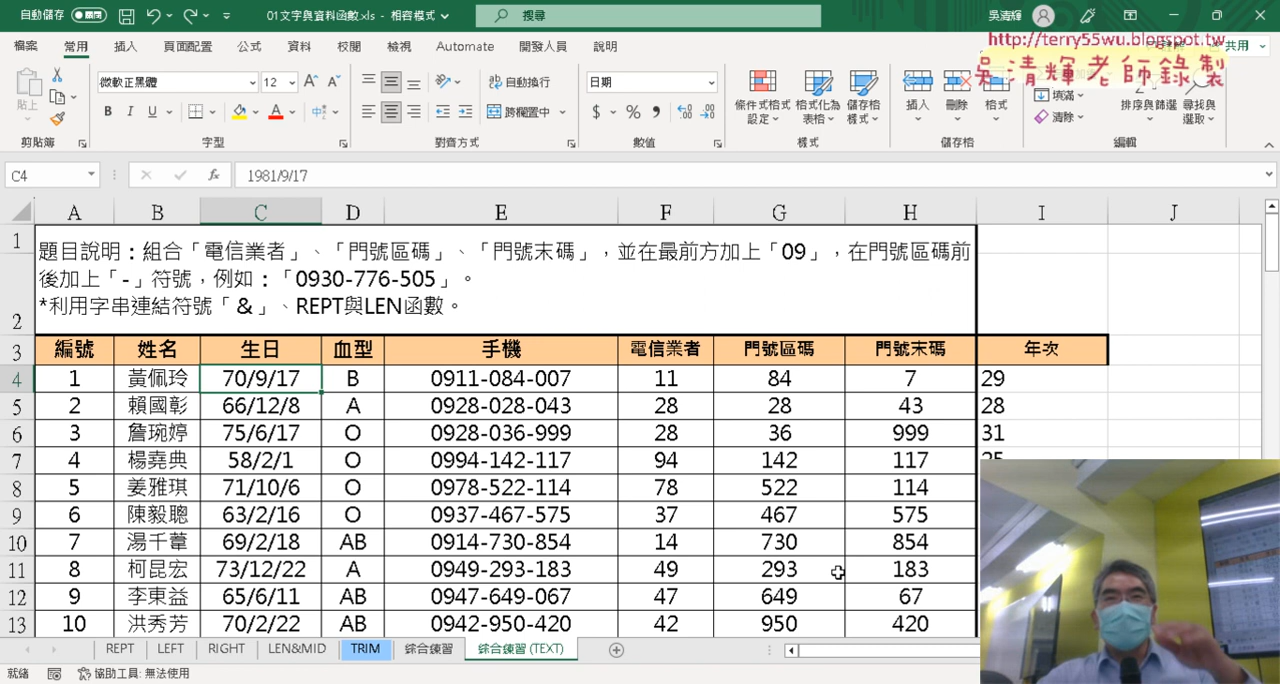 自動儲存 關閉 01文字與資料函數.xls - 相容模式 搜尋 吳清輝
http://terry55wu.blogspot.tw
吳清輝老師錄製
檔案 常用 插入 頁面配置 公式 資料 校閱 檢視 Automate 開發人員 說明 共用
貼上 微軟正黑體 12 自動換行 日期 條件式格式設定 格式化為表格 儲存格樣式 插入 刪除 格式 填滿 清除 排序與篩選 尋找與選取
B I U 跨欄置中 $ %
剪貼簿 字型 對齊方式 數值 樣式 儲存格 編輯
C4 fx 1981/9/17
A B C D E F G H I J
1 題目說明：組合「電信業者」、「門號區碼」、「門號末碼」，並在最前方加上「09」，在門號區碼前
後加上「-」符號，例如：「0930-776-505」。
2 *利用字串連結符號「&」、REPT與LEN函數。
3 編號 姓名 生日 血型 手機 電信業者 門號區碼 門號末碼 年次
4 1 黃佩玲 70/9/17 B 0911-084-007 11 84 7 29
5 2 賴國彰 66/12/8 A 0928-028-043 28 28 43 28
6 3 詹琬婷 75/6/17 O 0928-036-999 28 36 999 31
7 4 楊堯典 58/2/1 O 0994-142-117 94 142 117
8 5 姜雅琪 71/10/6 O 0978-522-114 78 522 114
9 6 陳毅聰 63/2/16 O 0937-467-575 37 467 575
10 7 湯千葦 69/2/18 AB 0914-730-854 14 730 854
11 8 柯昆宏 73/12/22 A 0949-293-183 49 293 183
12 9 李東益 65/6/11 AB 0947-649-067 47 649 67
13 10 洪秀芳 70/2/22 AB 0942-950-420 42 950 420
REPT LEFT RIGHT LEN&MID TRIM 綜合練習 綜合練習 (TEXT)
就緒 協助工具: 無法使用